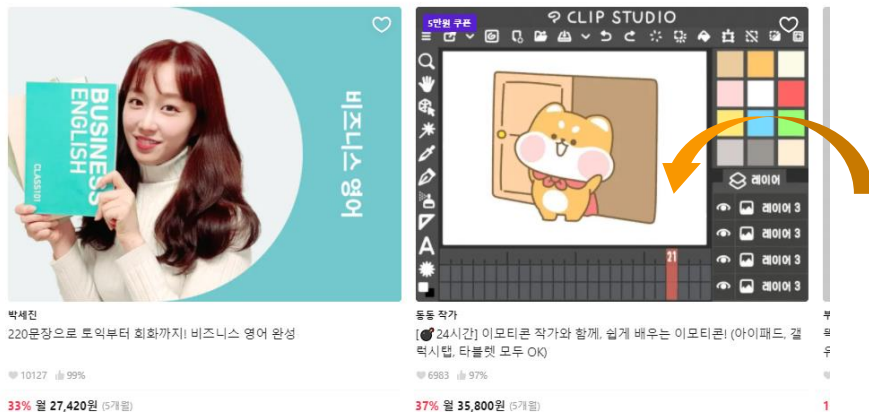 BUSINESS
ENGLISH
CLASS101
비즈니스 영어
박세진
220문장으로 토익부터 회화까지! 비즈니스 영어 완성
10127 99%
33% 월 27,420원 (5개월)
5만원 쿠폰
CLIP STUDIO
A
레이어
레이어 3
레이어 3
레이어 3
레이어 3
21
동동 작가
[💣24시간] 이모티콘 작가와 함께, 쉽게 배우는 이모티콘! (아이패드, 갤
럭시탭, 타블렛 모두 OK)
6983 97%
37% 월 35,800원 (5개월)
1